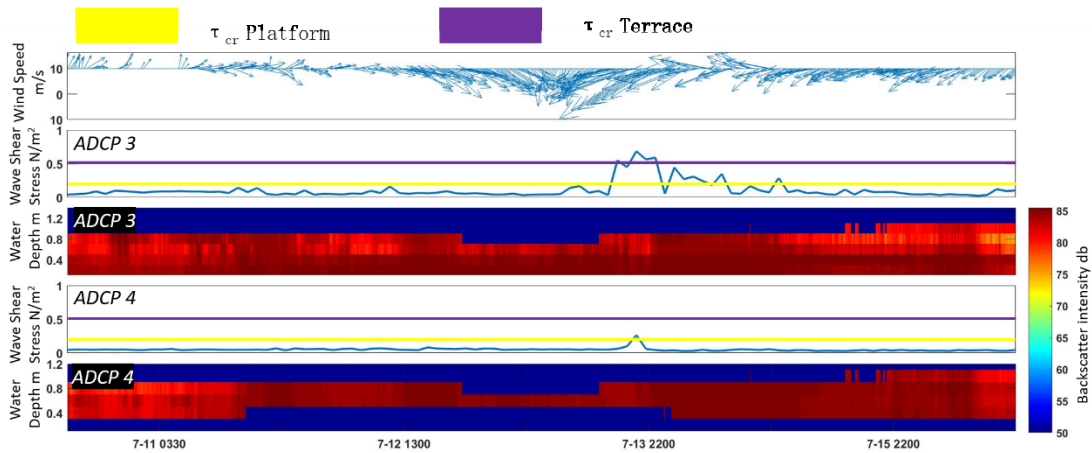 τcr Platform
τcr Terrace
Wind Speed
m/s
10
0
10
Wave Shear
Stress N/m²
1
0.5
0
ADCP 3
Water
Depth m
1.2
0.8
0.4
ADCP 3
Wave Shear
Stress N/m²
1
0.5
0
ADCP 4
Water
Depth m
1.2
0.8
0.4
ADCP 4
7-11 0330
7-12 1300
7-13 2200
7-15 2200
85
80
75
70
65
60
55
50
Backscatter intensity db